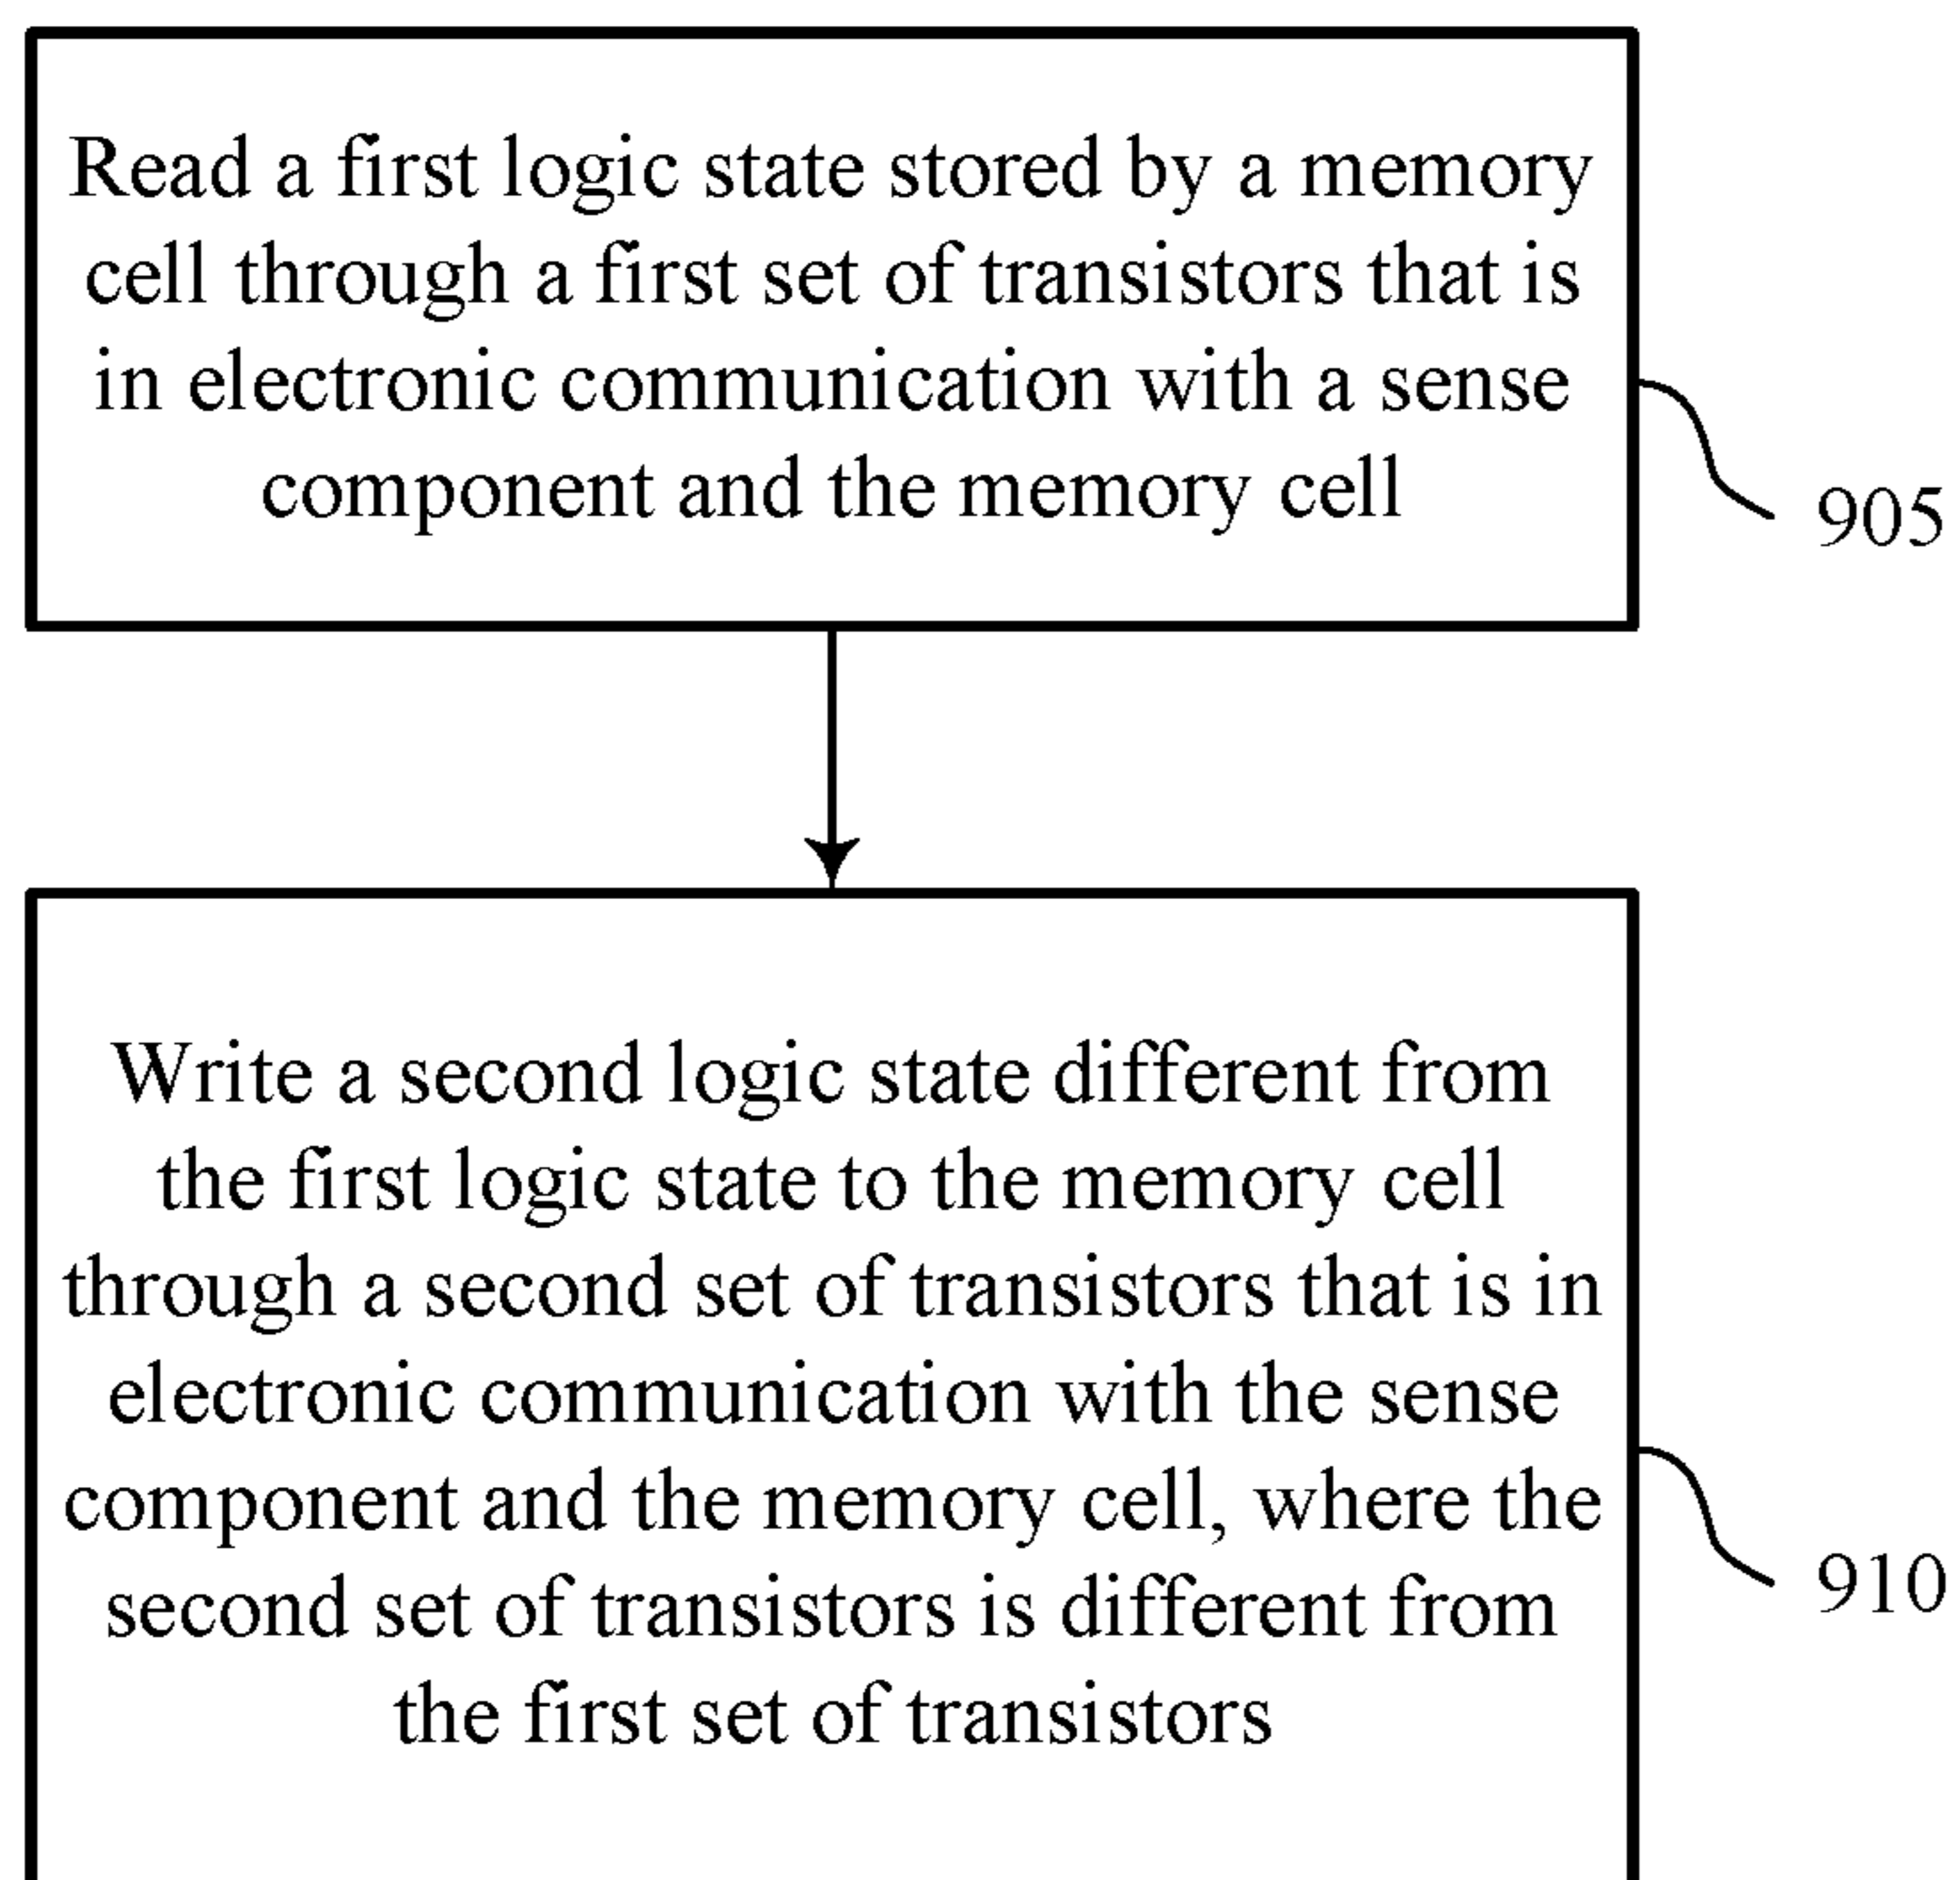 Read a first logic state stored by a memory
cell through a first set of transistors that is
in electronic communication with a sense
component and the memory cell
905
Write a second logic state different from
the first logic state to the memory cell
through a second set of transistors that is in
electronic communication with the sense
component and the memory cell, where the
second set of transistors is different from
the first set of transistors
910